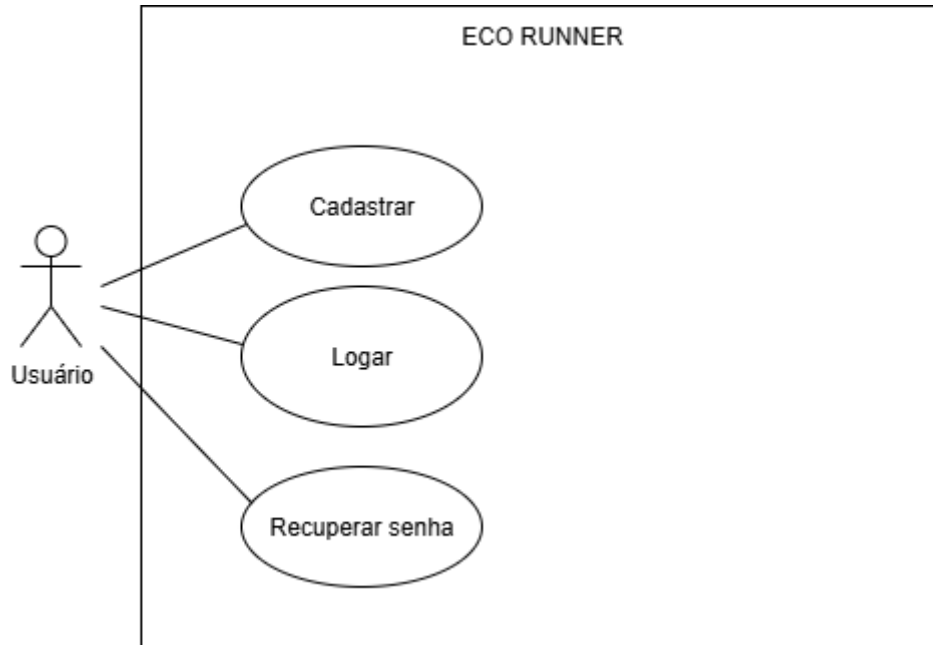 ECO RUNNER
Cadastrar
Logar
Usuário
Recuperar senha